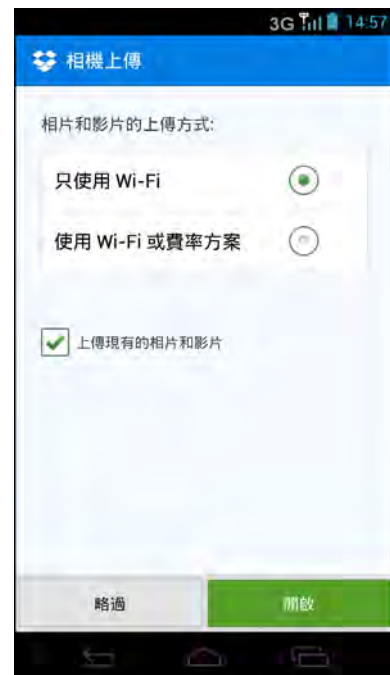 3G 14:57
相機上傳
相片和影片的上傳方式:
只使用 Wi-Fi
使用 Wi-Fi 或費率方案
上傳現有的相片和影片
略過
開啟